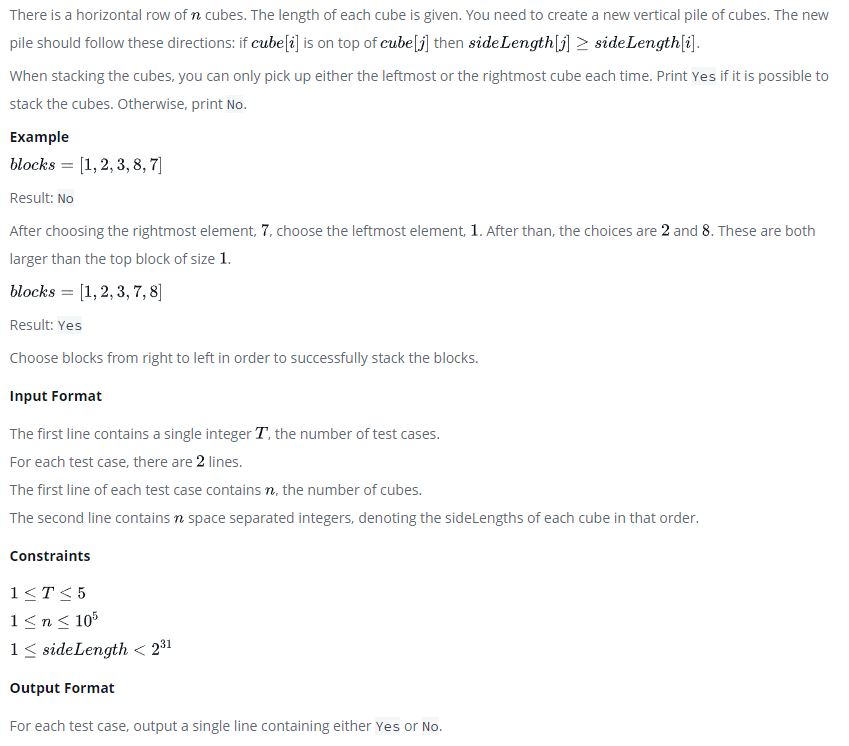 There is a horizontal row of n cubes. The length of each cube is given. You need to create a new vertical pile of cubes. The new
pile should follow these directions: if cube[i] is on top of cube[j] then sideLength[j] ≥ sideLength[i].
When stacking the cubes, you can only pick up either the leftmost or the rightmost cube each time. Print Yes if it is possible to
stack the cubes. Otherwise, print No.
Example
blocks = [1, 2, 3, 8, 7]
Result: No
After choosing the rightmost element, 7, choose the leftmost element, 1. After than, the choices are 2 and 8. These are both
larger than the top block of size 1.
blocks = [1, 2, 3, 7, 8]
Result: Yes
Choose blocks from right to left in order to successfully stack the blocks.
Input Format
The first line contains a single integer T, the number of test cases.
For each test case, there are 2 lines.
The first line of each test case contains n, the number of cubes.
The second line contains n space separated integers, denoting the sideLengths of each cube in that order.
Constraints
1 ≤ T ≤ 5
1 ≤ n ≤ 10⁵
1 ≤ sideLength < 2³¹
Output Format
For each test case, output a single line containing either Yes or No.